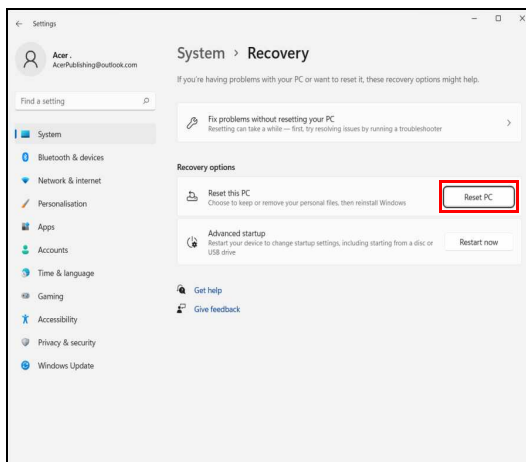 Settings
Acer .
AcerPublishing@outlook.com
Find a setting
System
Bluetooth & devices
Network & internet
Personalisation
Apps
Accounts
Time & language
Gaming
Accessibility
Privacy & security
Windows Update
System > Recovery
If you're having problems with your PC or want to reset it, these recovery options might help.
Fix problems without resetting your PC
Resetting can take a while — first, try resolving issues by running a troubleshooter
Recovery options
Reset this PC
Choose to keep or remove your personal files, then reinstall Windows
Reset PC
Advanced startup
Restart your device to change startup settings, including starting from a disc or
USB drive
Restart now
Get help
Give feedback